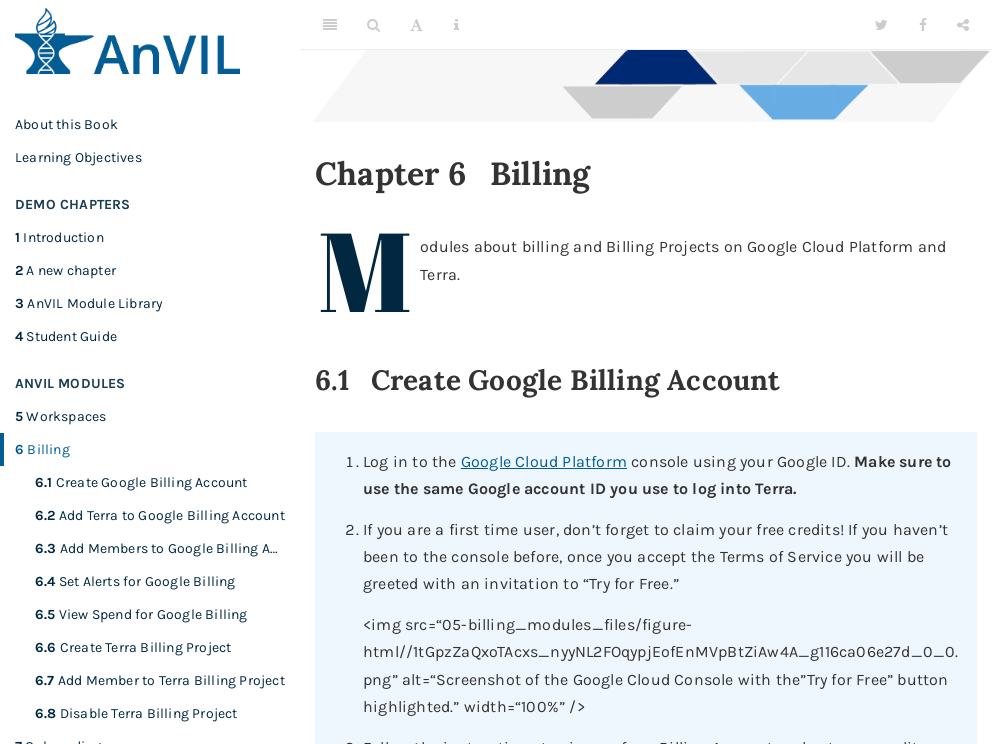 AnVIL
About this Book
Learning Objectives
DEMO CHAPTERS
1 Introduction
2 A new chapter
3 AnVIL Module Library
4 Student Guide
ANVIL MODULES
5 Workspaces
6 Billing
6.1 Create Google Billing Account
6.2 Add Terra to Google Billing Account
6.3 Add Members to Google Billing A...
6.4 Set Alerts for Google Billing
6.5 View Spend for Google Billing
6.6 Create Terra Billing Project
6.7 Add Member to Terra Billing Project
6.8 Disable Terra Billing Project
Chapter 6 Billing
Modules about billing and Billing Projects on Google Cloud Platform and
Terra.
6.1 Create Google Billing Account
1. Log in to the Google Cloud Platform console using your Google ID. Make sure to
use the same Google account ID you use to log into Terra.
2. If you are a first time user, don’t forget to claim your free credits! If you haven’t
been to the console before, once you accept the Terms of Service you will be
greeted with an invitation to “Try for Free.”
<img src=“05-billing_modules_files/figure-
html//1tGpzZaQxoTAcxs_nyyNL2FOqypjEofEnMVpBtZiAw4A_g116ca06e27d_0_0.
png” alt=“Screenshot of the Google Cloud Console with the”Try for Free” button
highlighted.” width=“100%” />